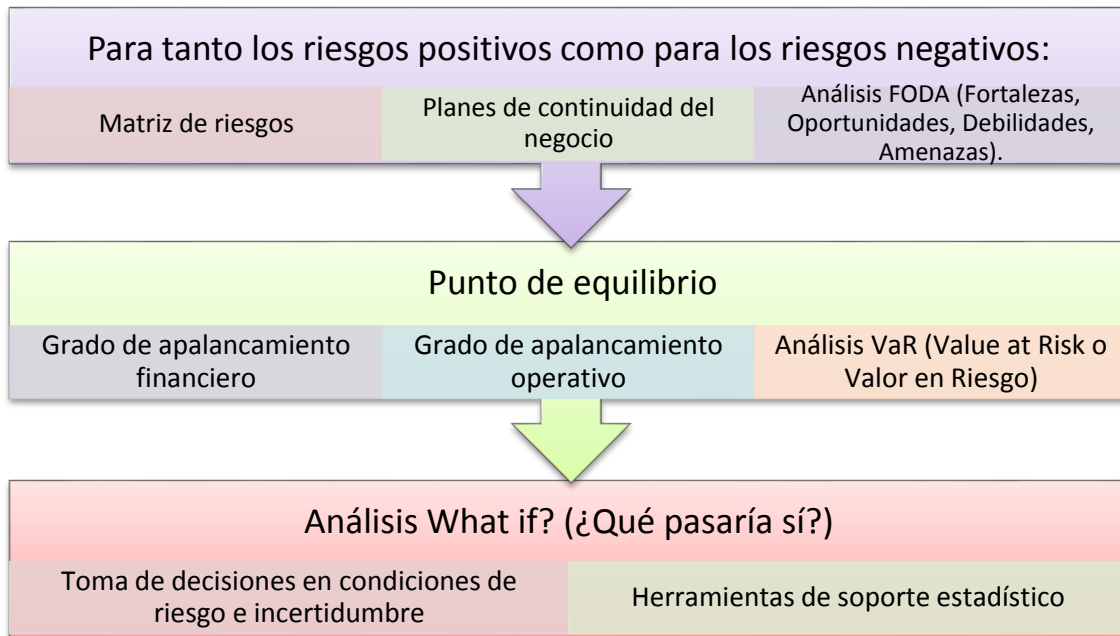 Para tanto los riesgos positivos como para los riesgos negativos:
Matriz de riesgos
Planes de continuidad del
negocio
Análisis FODA (Fortalezas,
Oportunidades, Debilidades,
Amenazas).
Punto de equilibrio
Grado de apalancamiento
financiero
Grado de apalancamiento
operativo
Análisis VaR (Value at Risk o
Valor en Riesgo)
Análisis What if? (¿Qué pasaría sí?)
Toma de decisiones en condiciones de
riesgo e incertidumbre
Herramientas de soporte estadístico